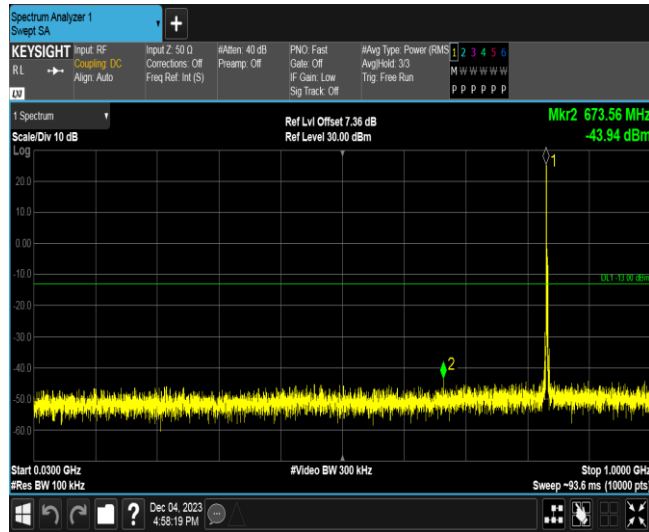 Spectrum Analyzer 1
Swept SA
+
KEYSIGHT Input: RF Input Z: 50 Ω #Atten: 40 dB PNO: Fast #Avg Type: Power (RMS 1 2 3 4 5 6
RL Coupling: DC Corrections: Off Preamp: Off Gate: Off Avg|Hold: 3/3 M W W W W W
Align: Auto Freq Ref: Int (S) IF Gain: Low Trig: Free Run
LXI Sig Track: Off P P P P P P
1 Spectrum Ref Lvl Offset 7.36 dB Mkr2 673.56 MHz
Scale/Div 10 dB Ref Level 30.00 dBm -43.94 dBm
Log
1
20.0
10.0
0.00
-10.0
DL1 -13.00 dBm
-20.0
-30.0
-40.0
2
-50.0
-60.0
Start 0.0300 GHz #Video BW 300 kHz Stop 1.0000 GHz
#Res BW 100 kHz Sweep ~93.6 ms (10000 pts)
? Dec 04, 2023
4:58:19 PM